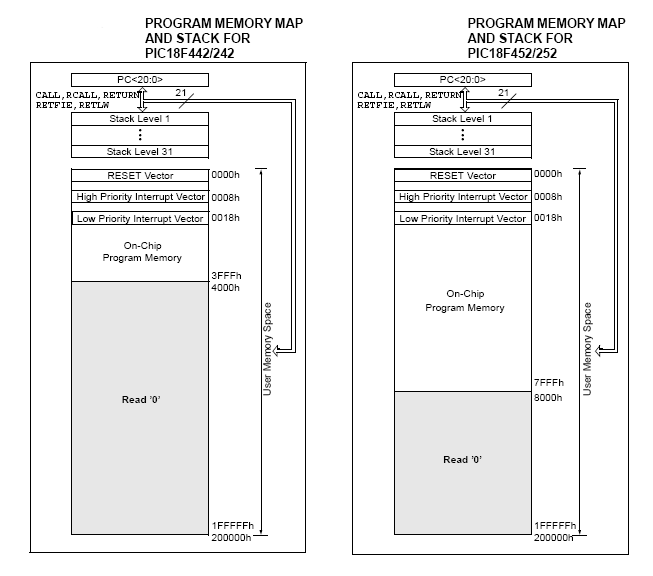 PROGRAM MEMORY MAP
AND STACK FOR
PIC18F442/242
PC<20:0>
CALL,RCALL,RETURN
RETFIE,RETLW
21
Stack Level 1
Stack Level 31
RESET Vector
0000h
High Priority Interrupt Vector
0008h
Low Priority Interrupt Vector
0018h
On-Chip
Program Memory
3FFFh
4000h
User Memory Space
Read '0'
1FFFFFh
200000h
PROGRAM MEMORY MAP
AND STACK FOR
PIC18F452/252
PC<20:0>
CALL,RCALL,RETURN
RETFIE,RETLW
21
Stack Level 1
Stack Level 31
RESET Vector
0000h
High Priority Interrupt Vector
0008h
Low Priority Interrupt Vector
0018h
On-Chip
Program Memory
User Memory Space
7FFFh
8000h
Read '0'
1FFFFFh
200000h